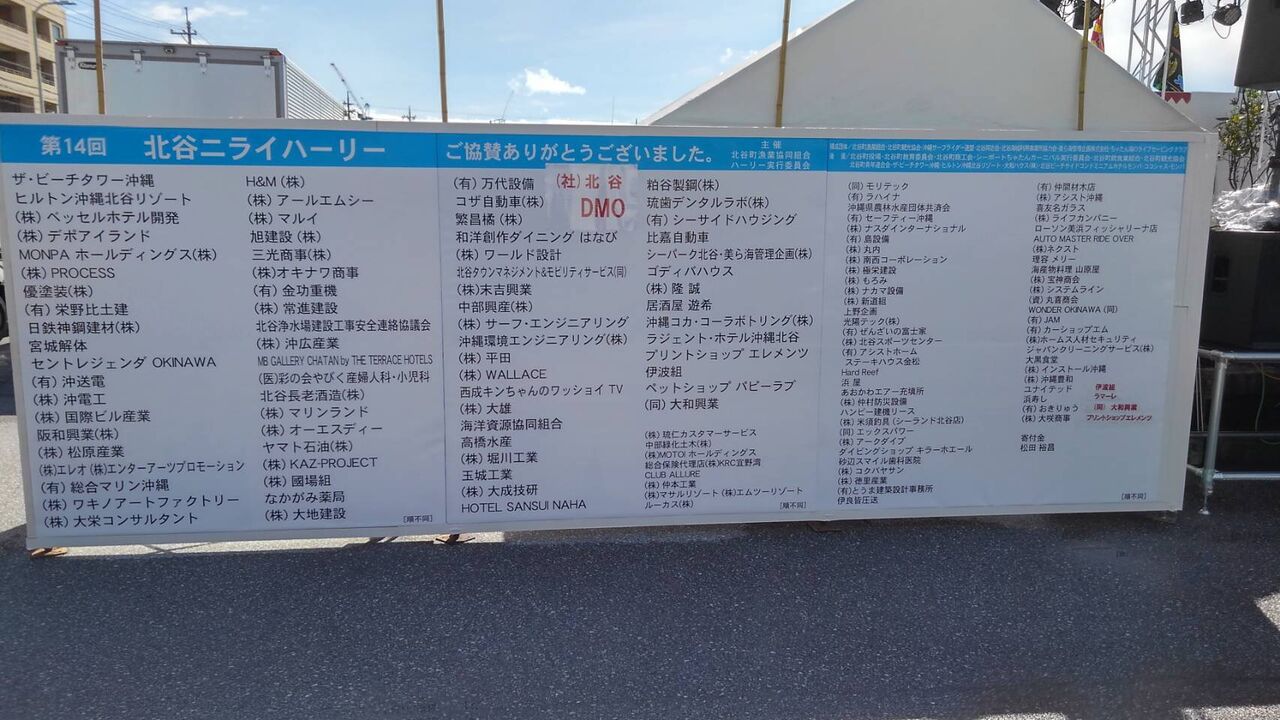 第14回 北谷ニライハーリー
ご協賛ありがとうございました。
主催
北谷町漁業協同組合
ハーリー実行委員会
ザ・ビーチタワー沖縄
ヒルトン沖縄北谷リゾート
(株) ベッセルホテル開発
(株) デポアイランド
MONPA ホールディングス(株)
(株) PROCESS
優塗装(株)
(有) 栄野比土建
日鉄神鋼建材(株)
宮城解体
セントレジェンダ OKINAWA
(有) 沖送電
(株) 沖電工
(株) 国際ビル産業
阪和興業(株)
(株) 松原産業
(株)エレオ (株)エンターアーツプロモーション
(有) 総合マリン沖縄
(株) ワキノアートファクトリー
(株) 大栄コンサルタント
H&M (株)
(株) アールエムシー
(株) マルイ
旭建設 (株)
三光商事(株)
(株)オキナワ商事
(有) 金功重機
(株) 常進建設
北谷浄水場建設工事安全連絡協議会
(株) 沖広産業
MB GALLERY CHATAN by THE TERRACE HOTELS
(医)彩の会やびく産婦人科・小児科
北谷長老酒造(株)
(株) マリンランド
(株) オーエスディー
ヤマト石油(株)
(株) KAZ-PROJECT
(株) 國場組
なかがみ薬局
(株) 大地建設
[順不同]
(有) 万代設備
コザ自動車(株)
繁昌橘 (株)
和洋創作ダイニング はなび
(株) ワールド設計
北谷タウンマネジメント&モビリティサービス(同)
(株)末吉興業
中部興産(株)
(株) サーフ・エンジニアリング
沖縄環境エンジニアリング(株)
(株) 平田
(株) WALLACE
西成キンちゃんのワッショイ TV
(株) 大雄
海洋資源協同組合
高橋水産
(株) 堀川工業
玉城工業
(株) 大成技研
HOTEL SANSUI NAHA
(社) 北谷
DMO
粕谷製鋼(株)
琉歯デンタルラボ(株)
(有) シーサイドハウジング
比嘉自動車
シーパーク北谷・美ら海管理企画(株)
ゴディバハウス
(株) 隆誠
居酒屋 遊希
沖縄コカ・コーラボトリング(株)
ラジェント・ホテル沖縄北谷
プリントショップ エレメンツ
伊波組
ペットショップ パピーラブ
(同) 大和興業
(株) 琉仁カスタマーサービス
中部緑化土木(株)
(株)MOTOI ホールディングス
総合保険代理店(株)KRC宜野湾
CLUB ALLURE
(株) 仲本工業
(株)マサルリゾート (株)エムツーリゾート
ルーカス(株)
[順不同]
(同) モリテック
(有) ラハイナ
沖縄県農林水産団体共済会
(有) セーフティー沖縄
(株) ナスダインターナショナル
(有) 島設備
(株) 丸内
(株) 南西コーポレーション
(株) 極栄建設
(株) もろみ
(株) ナカマ設備
(株) 新道組
上野企画
光陽テック(株)
(有) ぜんざいの富士家
(株) 北谷スポーツセンター
(有) アシストホーム
ステーキハウス金松
Hard Reef
浜 屋
あおかわエアー充填所
(株) 仲村防災設備
ハンビー建機リース
(株) 米須釣具 (シーランド北谷店)
(同) エックスパワー
(株) アークダイブ
ダイビングショップ キラーホエール
砂辺スマイル歯科医院
(株) コクバヤサン
(株) 徳里産業
(有)とうま建築設計事務所
伊良皆圧送
(有) 仲間材木店
(株) アシスト沖縄
喜友名ガラス
(株) ライフカンパニー
ローソン美浜フィッシャリーナ店
AUTO MASTER RIDE OVER
(株)ネクスト
理容 メリー
海産物料理 山原屋
(株) 宝神商会
(株) システムライン
(資) 丸喜商会
WONDER OKINAWA (同)
(有) JAM
(有) カーショップエム
(株)ホームズ人材セキュリティ
ジャパンクリーニングサービス(株)
大黒食堂
(株) インストール沖縄
(株) 沖縄豊和
ユナイテッド
浜寿し
(有) おきりゅう
(株) 大咲商事
寄付金
松田 裕昌
伊波組
ラマーレ
(同) 大和興業
プリントショップエレメンツ
[順不同]